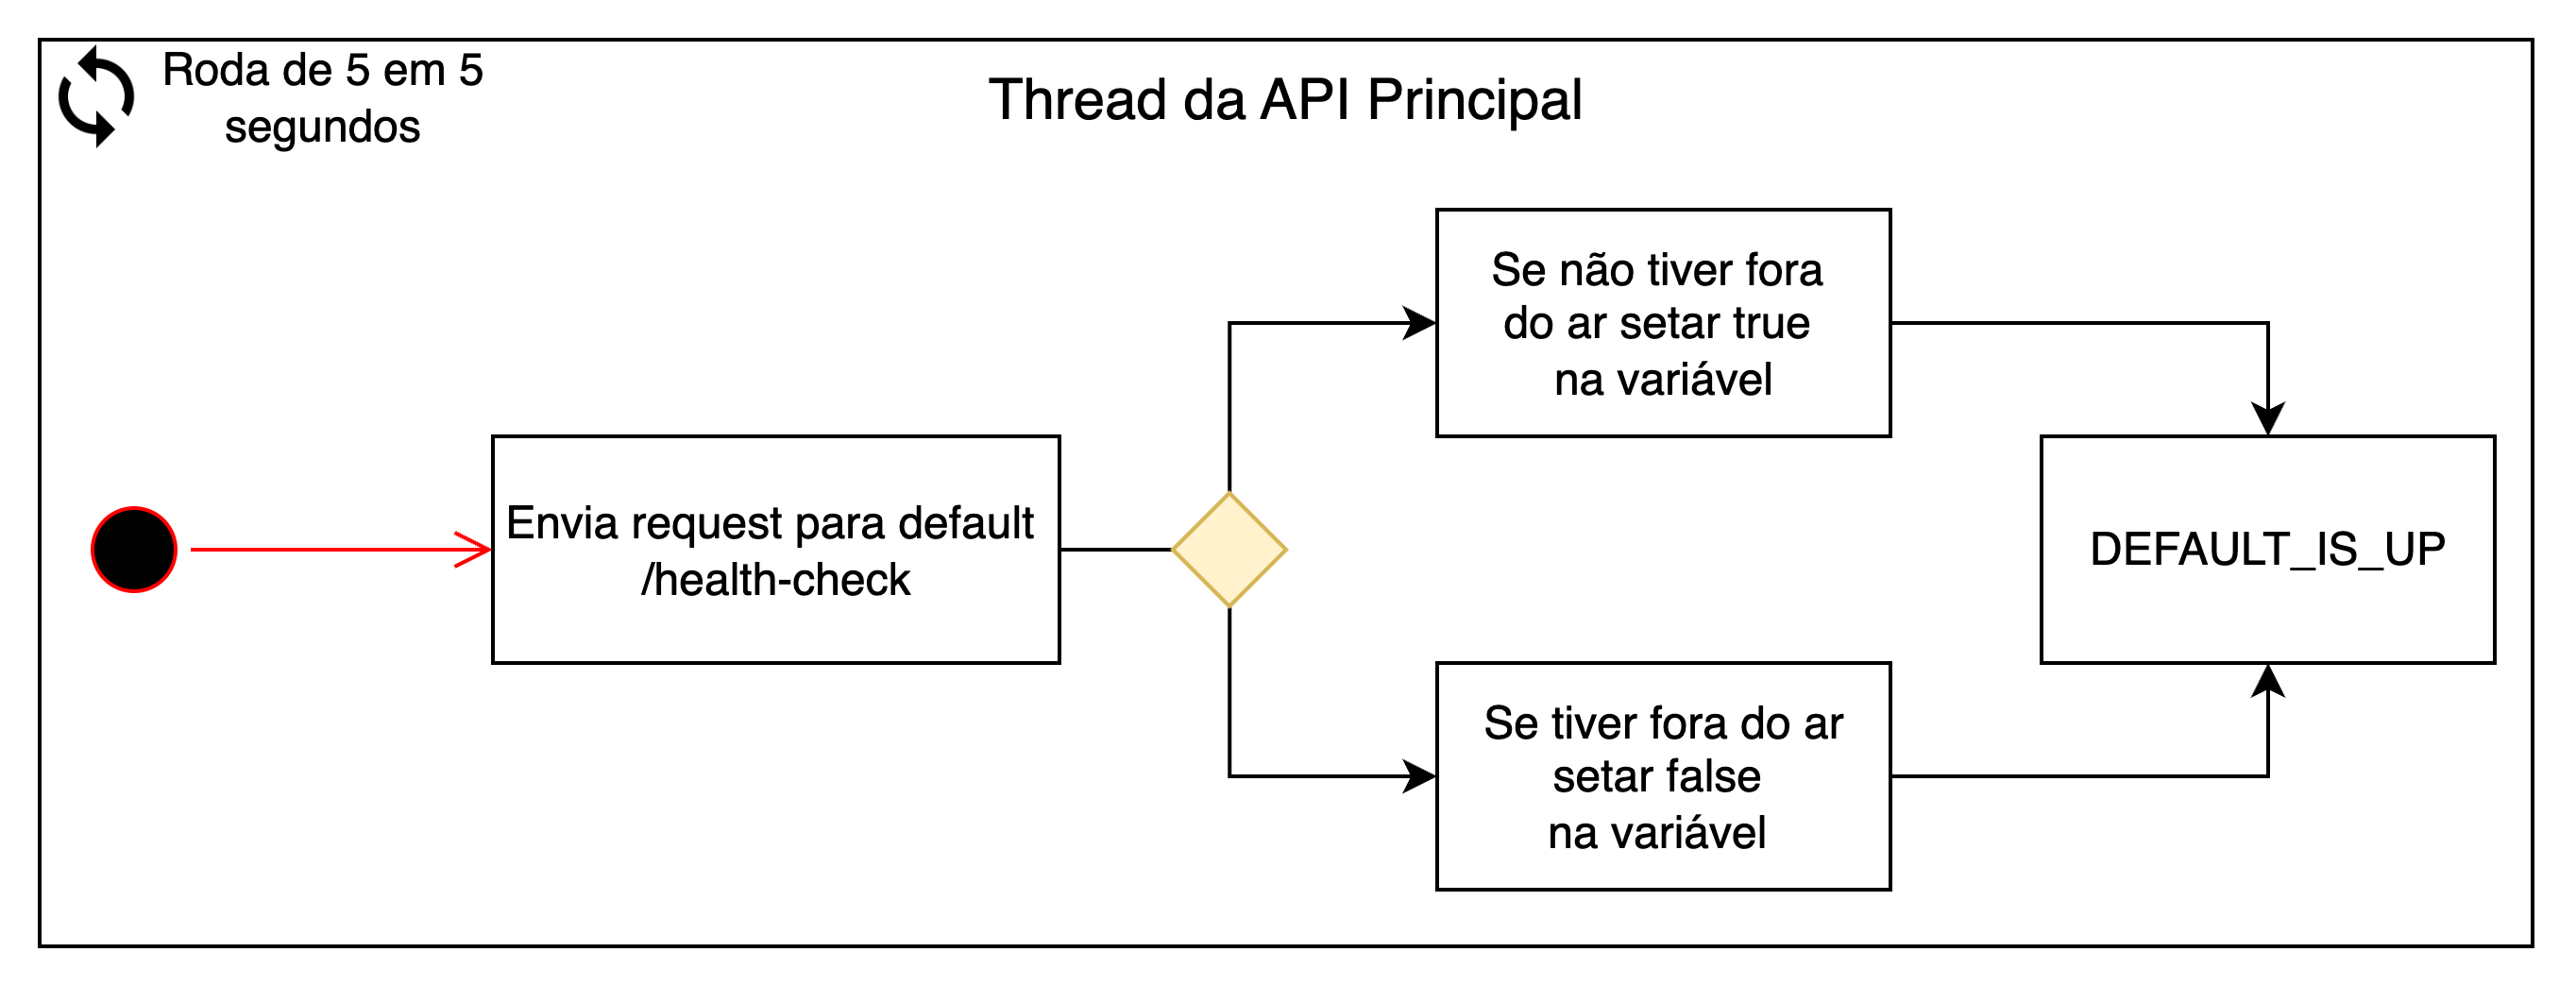 Roda de 5 em 5
segundos
Thread da API Principal
Envia request para default
/health-check
Se não tiver fora
do ar setar true
na variável
Se tiver fora do ar
setar false
na variável
DEFAULT_IS_UP